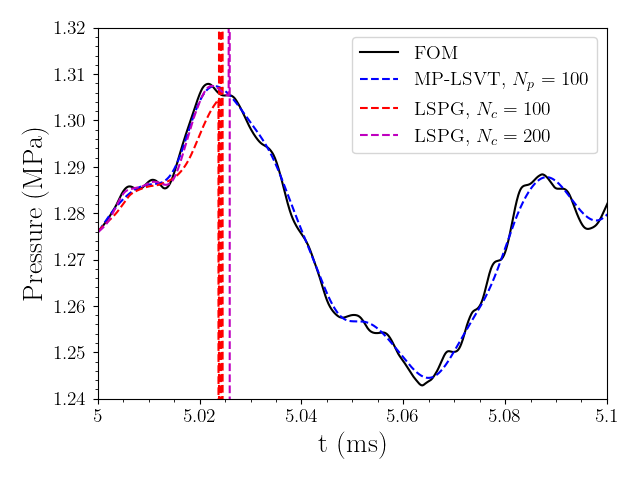 1.32
1.31
1.30
1.29
1.28
1.27
1.26
1.25
1.24
Pressure (MPa)
FOM
MP-LSVT, N_p = 100
LSPG, N_c = 100
LSPG, N_c = 200
5 5.02 5.04 5.06 5.08 5.1
t (ms)